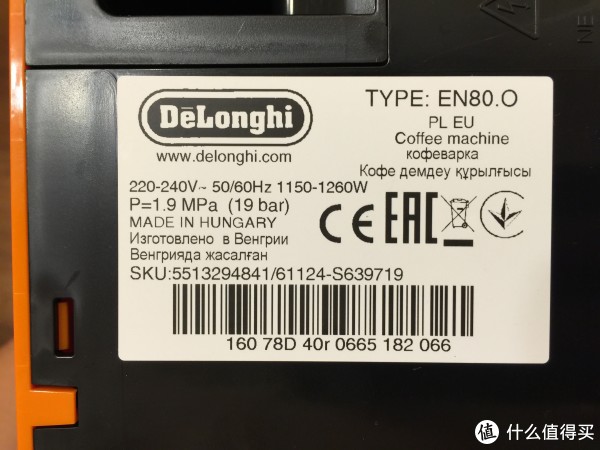 DēLonghi
www.delonghi.com
TYPE: EN80.O
PL EU
Coffee machine
кофеварка
Кофе демдеу құрылғысы
220-240V~ 50/60Hz 1150-1260W
P=1.9 MPa (19 bar)
MADE IN HUNGARY
Изготовлено в Венгрии
Венгрияда жасалған
CE EAC
SKU:5513294841/61124-S639719
160 78D 40r 0665 182 066
NE
值 什么值得买